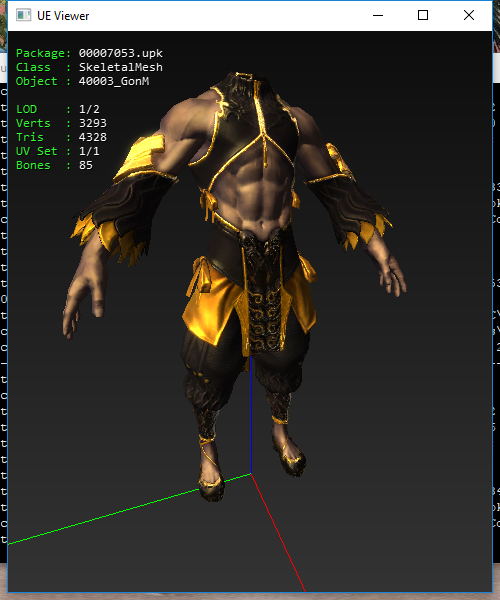 UE Viewer
Package: 00007053.upk
Class : SkeletalMesh
Object : 40003_GonM
LOD : 1/2
Verts : 3293
Tris : 4328
UV Set : 1/1
Bones : 85